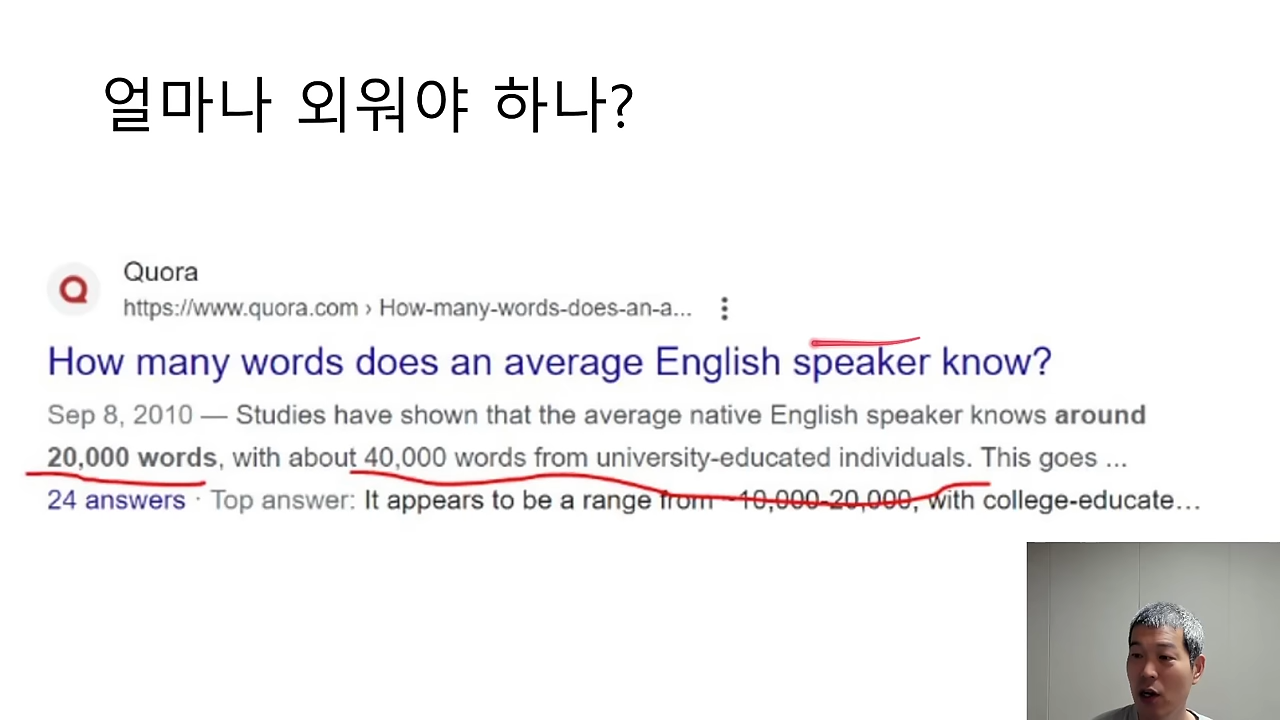 얼마나 외워야 하나?
Quora
https://www.quora.com › How-many-words-does-an-a...
How many words does an average English speaker know?
Sep 8, 2010 — Studies have shown that the average native English speaker knows around
20,000 words, with about 40,000 words from university-educated individuals. This goes ...
24 answers · Top answer: It appears to be a range from ~10,000-20,000, with college-educate...